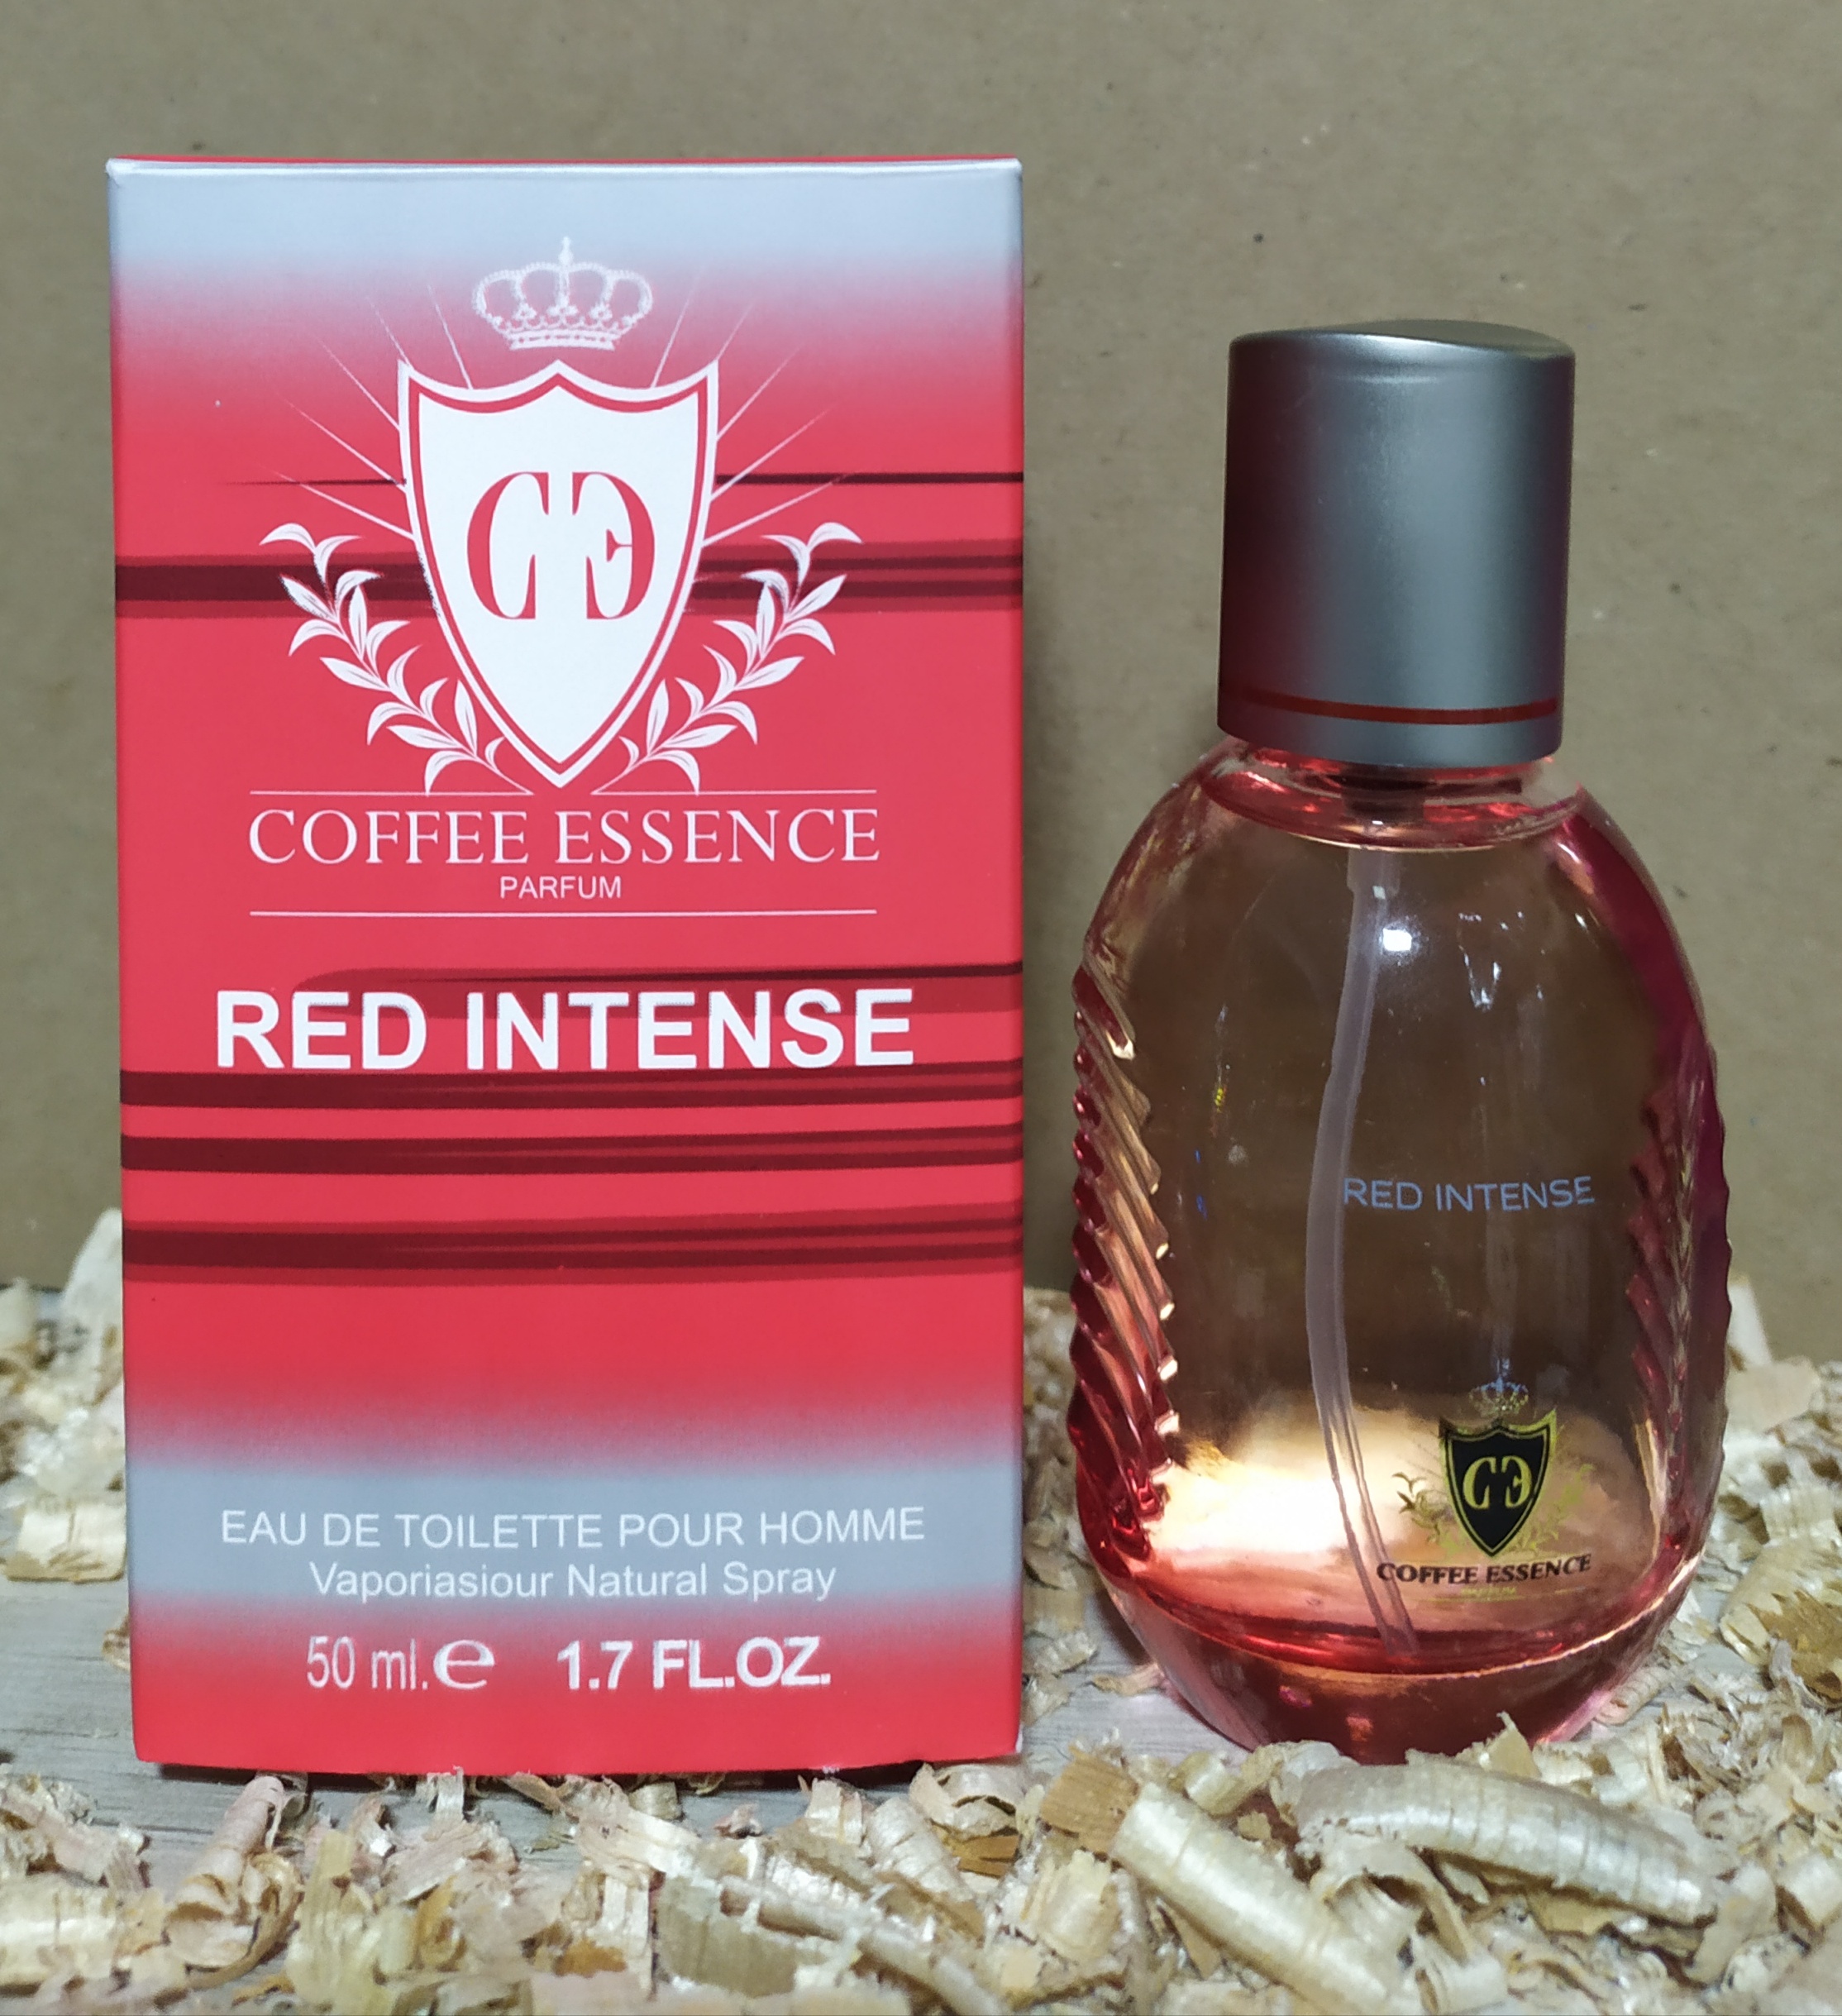 CE
COFFEE ESSENCE
PARFUM
RED INTENSE
EAU DE TOILETTE POUR HOMME
Vaporiasiour Natural Spray
50 ml.e 1.7 FL.OZ.
RED INTENSE
CE
COFFEE ESSENCE